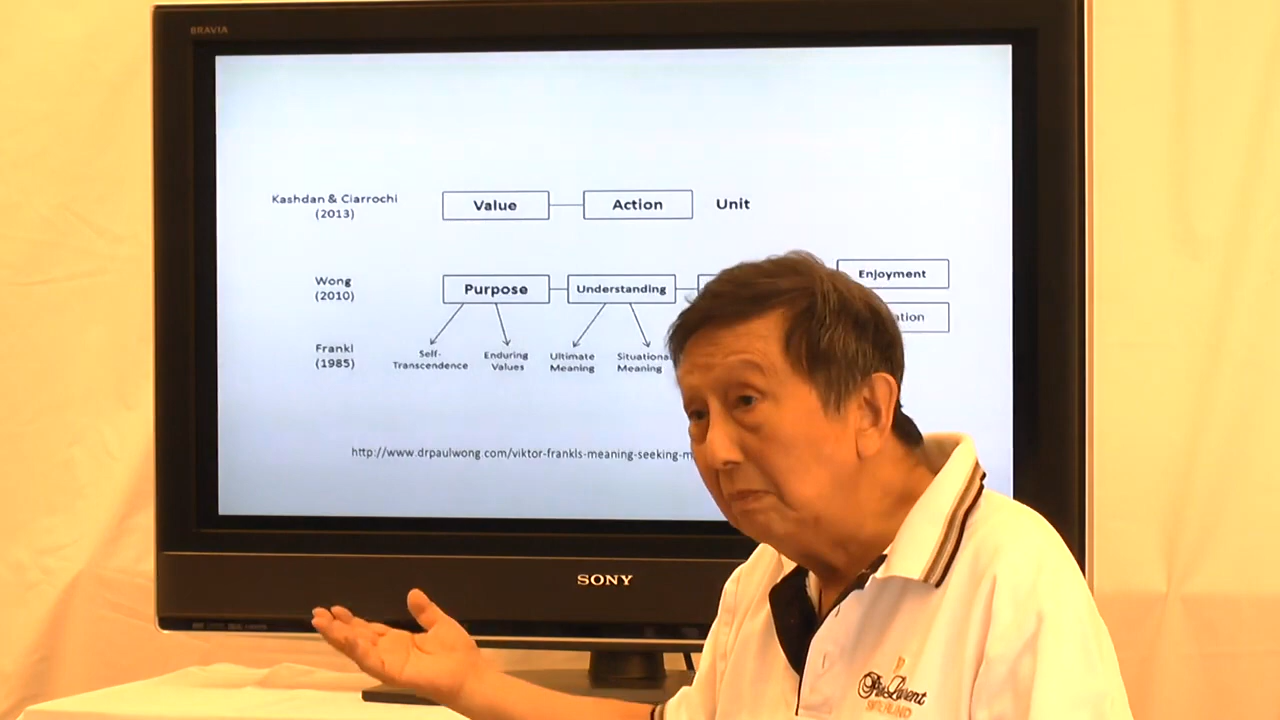 BRAVIA
Kashdan & Ciarrochi
(2013)
Value
Action
Unit
Wong
(2010)
Purpose
Understanding
Enjoyment
Frankl
(1985)
Self-
Transcendence
Enduring
Values
Ultimate
Meaning
Situational
Meaning
http://www.drpaulwong.com/viktor-frankls-meaning-seeking-m
SONY